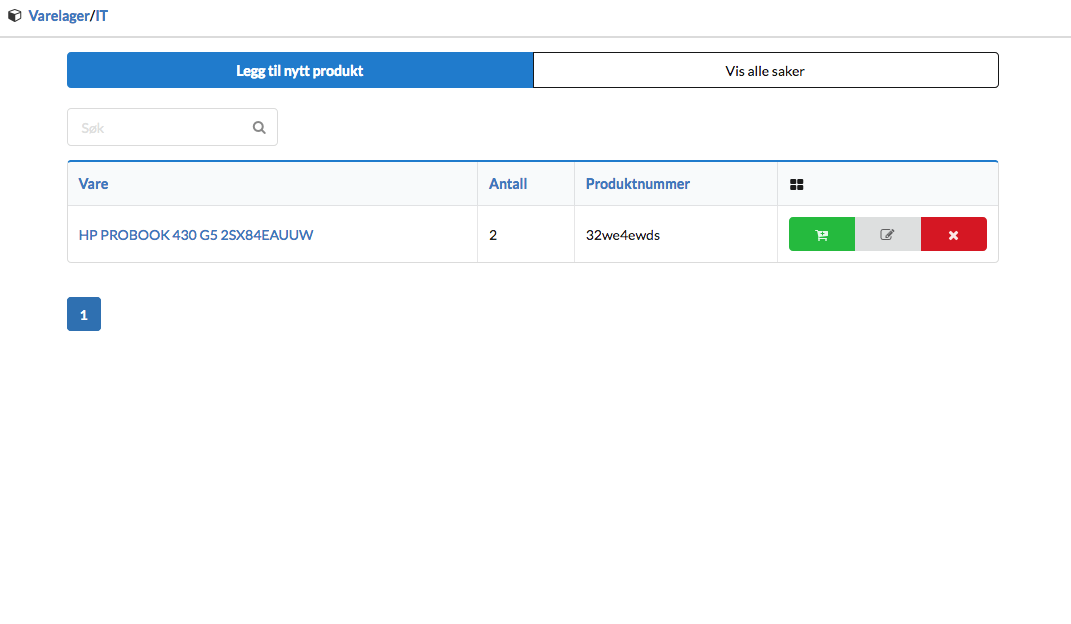 Varelager/IT
Legg til nytt produkt Vis alle saker
Søk
Vare Antall Produktnummer
HP PROBOOK 430 G5 2SX84EAUUW 2 32we4ewds
1